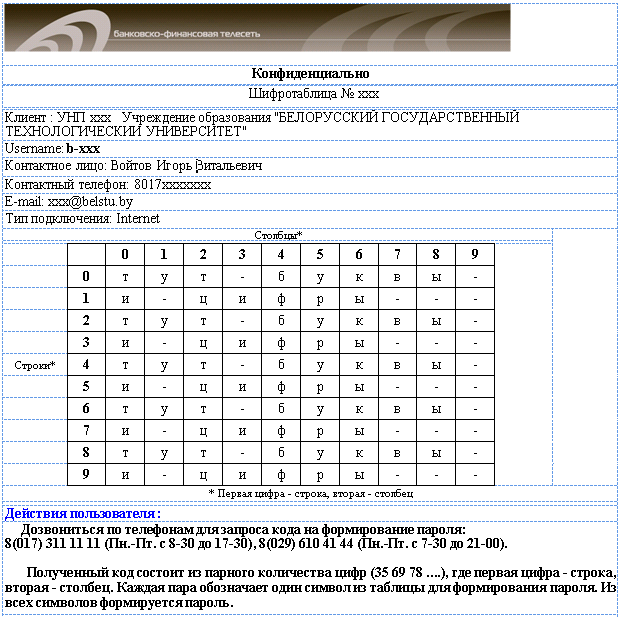 банковско-финансовая телесеть
Конфиденциально
Шифротаблица № xxx
Клиент : УНП xxx Учреждение образования "БЕЛОРУССКИЙ ГОСУДАРСТВЕННЫЙ
ТЕХНОЛОГИЧЕСКИЙ УНИВЕРСИТЕТ"
Username: b-xxx
Контактное лицо: Войтов Игорь Витальевич
Контактный телефон: 8017xxxxxxx
E-mail: xxx@belstu.by
Тип подключения: Internet
Столбцы*
0 1 2 3 4 5 6 7 8 9
0 т у т - б у к в ы -
1 и - ц и ф р ы - - -
2 т у т - б у к в ы -
3 и - ц и ф р ы - - -
Строки* 4 т у т - б у к в ы -
5 и - ц и ф р ы - - -
6 т у т - б у к в ы -
7 и - ц и ф р ы - - -
8 т у т - б у к в ы -
9 и - ц и ф р ы - - -
* Первая цифра - строка, вторая - столбец
Действия пользователя:
Дозвониться по телефонам для запроса кода на формирование пароля:
8(017) 311 11 11 (Пн.-Пт. с 8-30 до 17-30), 8(029) 610 41 44 (Пн.-Пт. с 7-30 до 21-00).
Полученный код состоит из парного количества цифр (35 69 78 ....), где первая цифра - строка,
вторая - столбец. Каждая пара обозначает один символ из таблицы для формирования пароля. Из
всех символов формируется пароль.